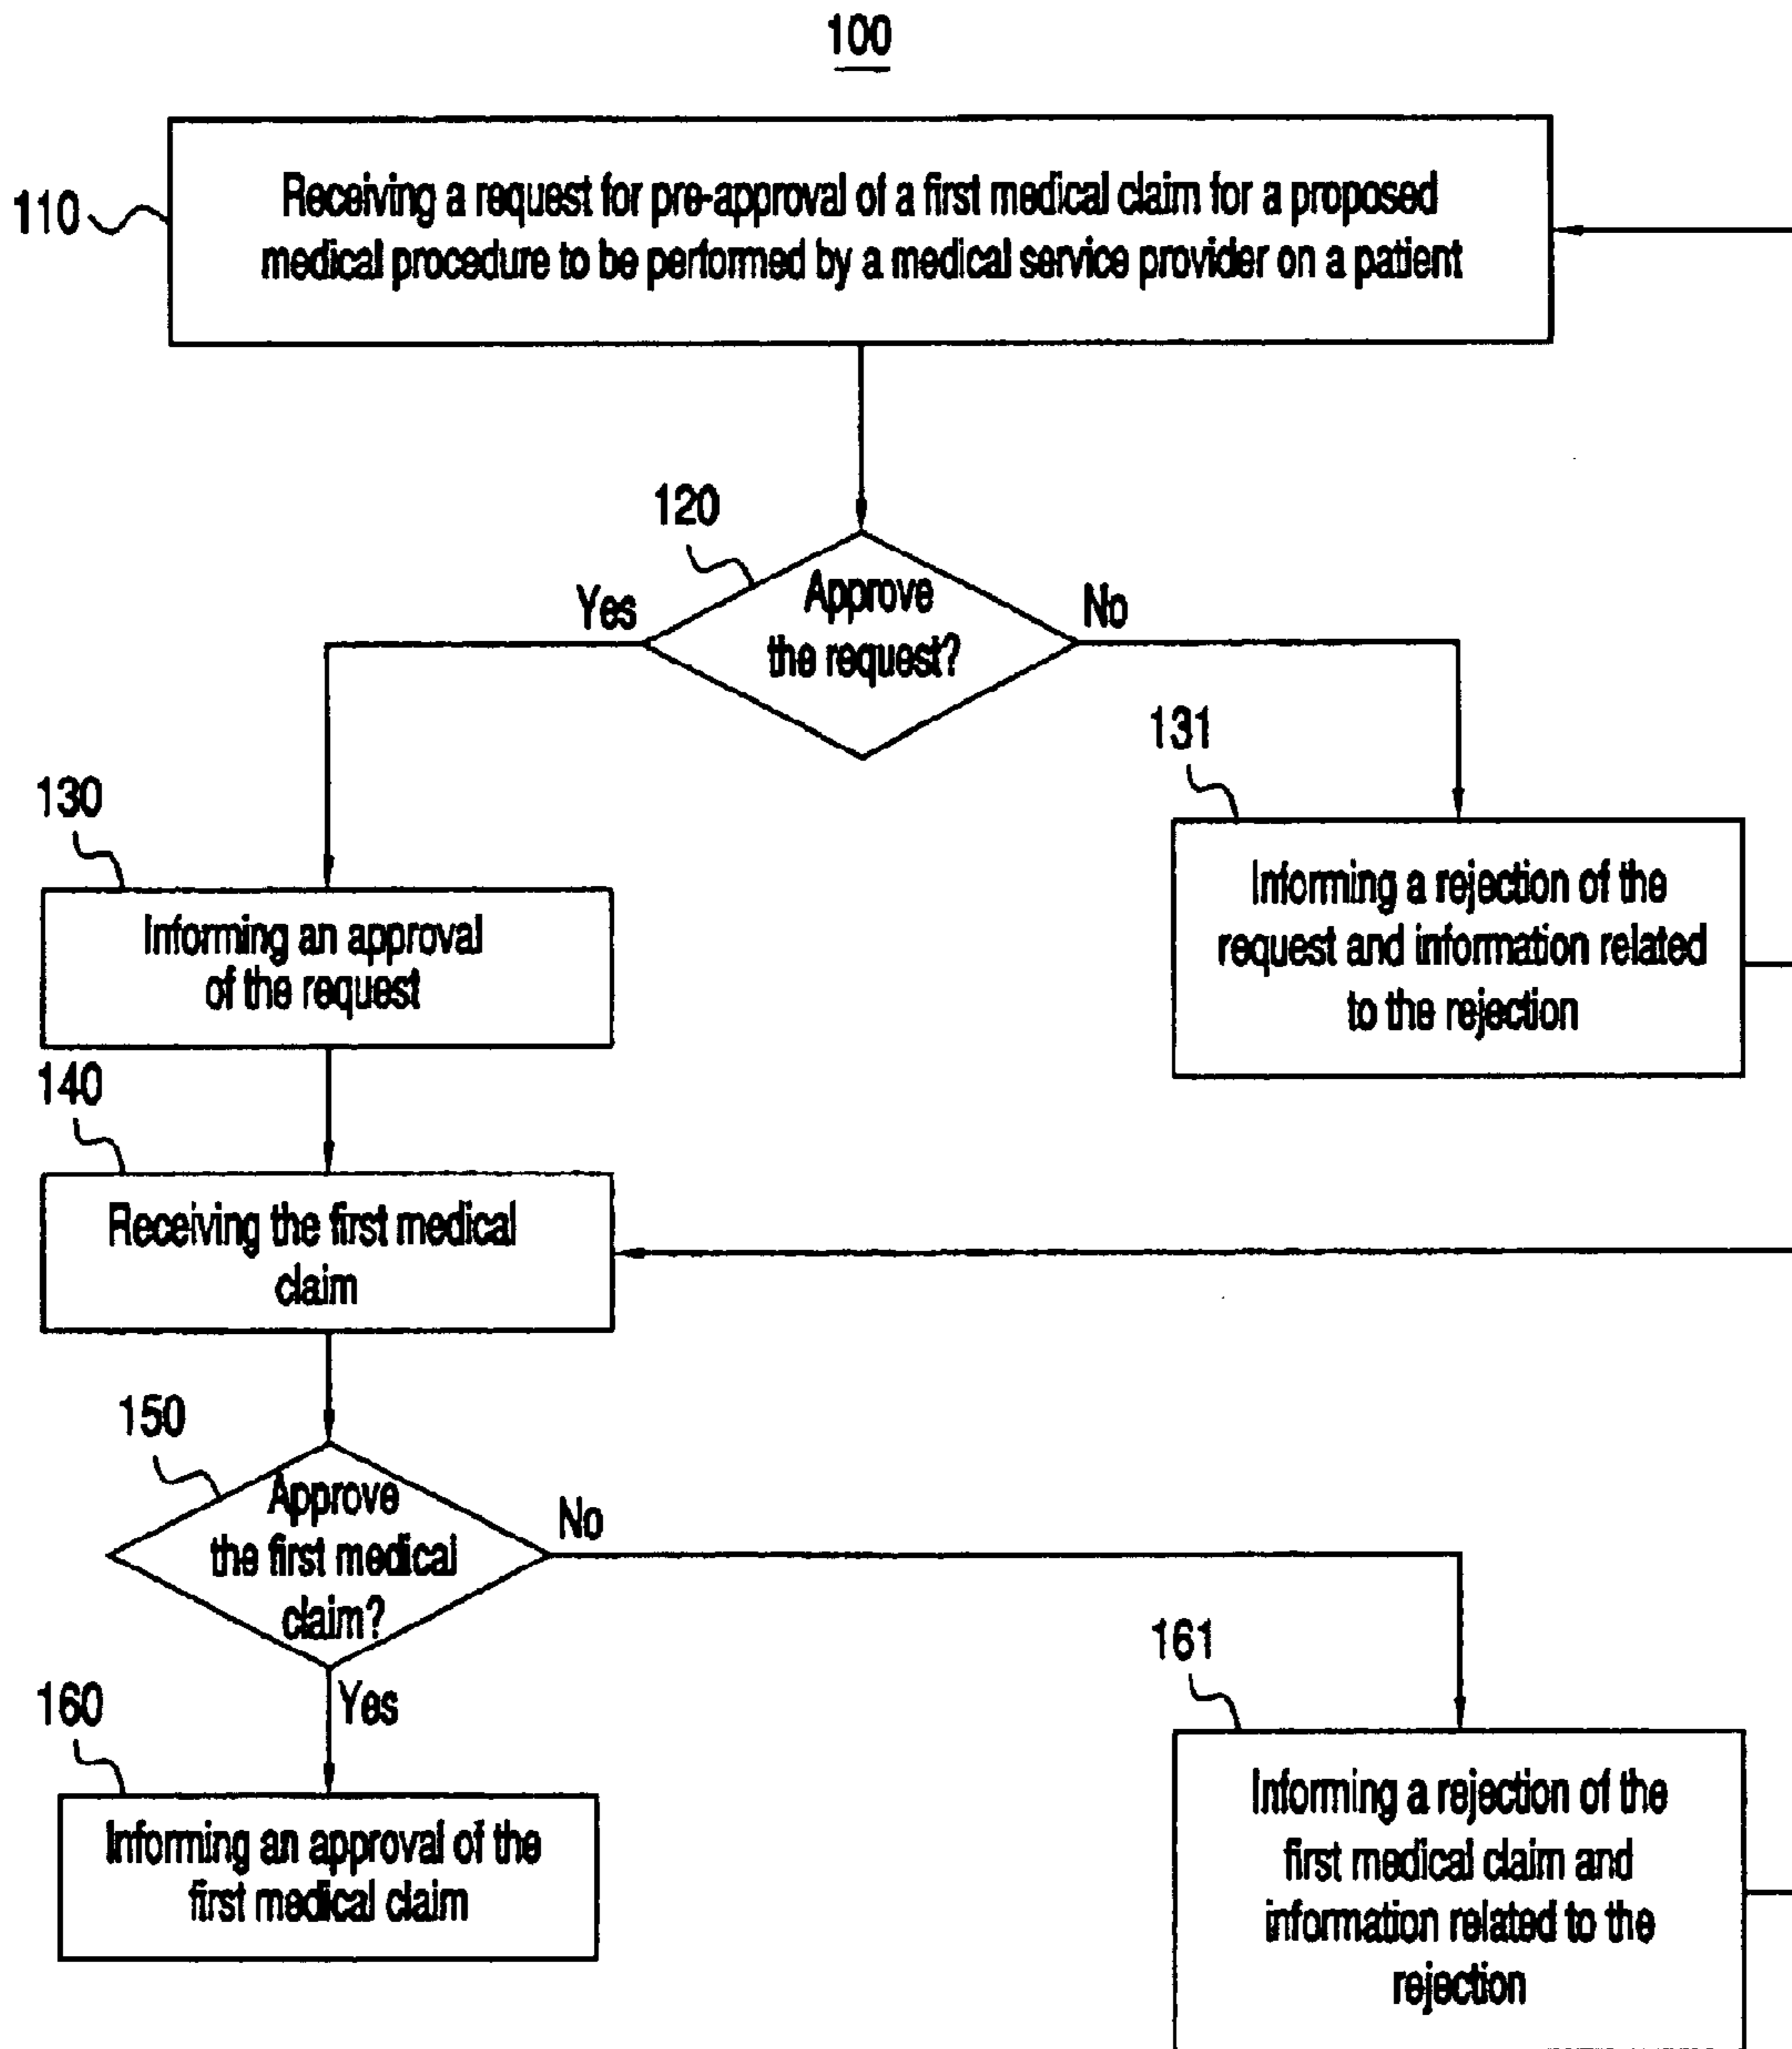 100
110
Receiving a request for pre-approval of a first medical claim for a proposed
medical procedure to be performed by a medical service provider on a patient
120
Approve
the request?
Yes
No
130
Informing an approval
of the request
131
Informing a rejection of the
request and information related
to the rejection
140
Receiving the first medical
claim
150
Approve
the first medical
claim?
No
Yes
160
Informing an approval of the
first medical claim
161
Informing a rejection of the
first medical claim and
information related to the
rejection